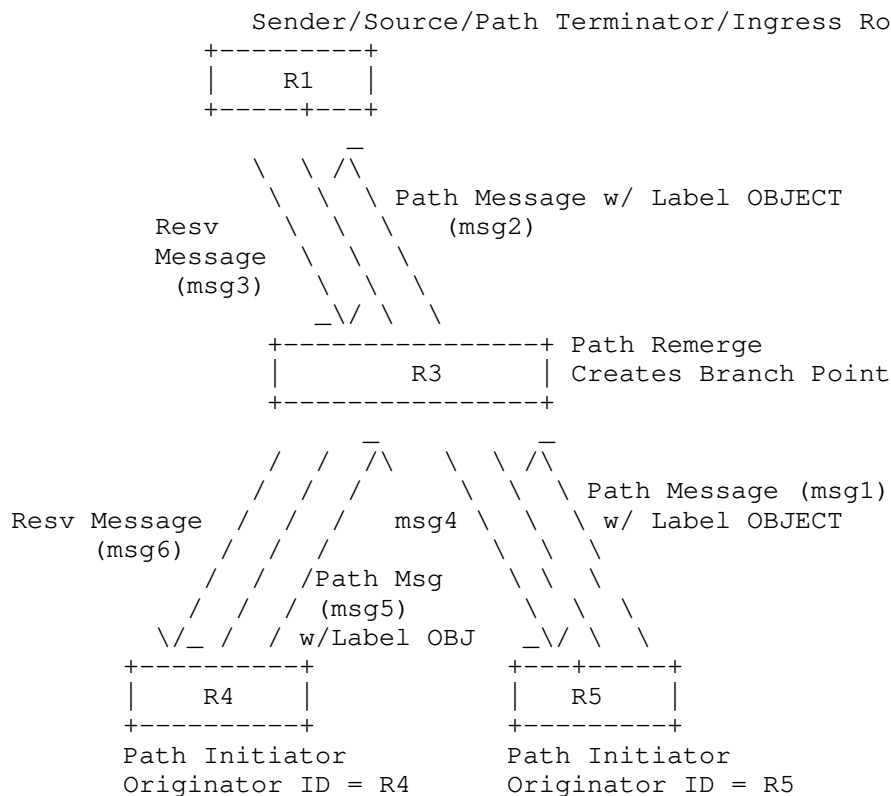 Sender/Source/Path Terminator/Ingress Ro
R1
Path Message w/ Label OBJECT
Resv (msg2)
Message
(msg3)
R3 Path Remerge
Creates Branch Point
Path Message (msg1)
Resv Message msg4 w/ Label OBJECT
(msg6)
Path Msg
(msg5)
w/Label OBJ
R4 R5
Path Initiator Path Initiator
Originator ID = R4 Originator ID = R5